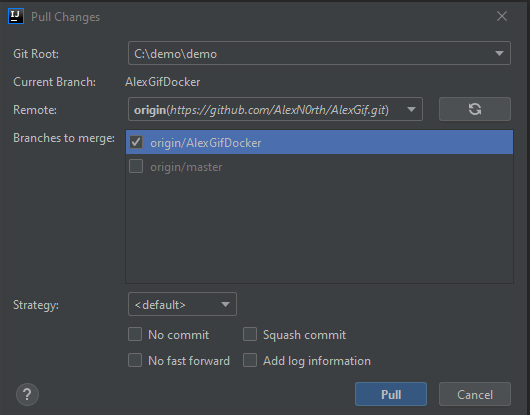 IJ Pull Changes
Git Root: C:\demo\demo
Current Branch: AlexGifDocker
Remote: origin(https://github.com/AlexN0rth/AlexGif.git)
Branches to merge: origin/AlexGifDocker
origin/master
Strategy: <default>
No commit Squash commit
No fast forward Add log information
? Pull Cancel